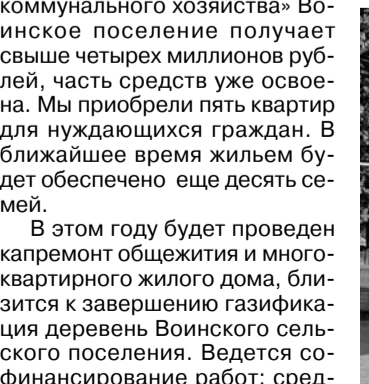 коммунального хозяйства» Во-
инское поселение получает
свыше четырех миллионов руб-
лей, часть средств уже освое-
на. Мы приобрели пять квартир
для нуждающихся граждан. В
ближайшее время жильем бу-
дет обеспечено еще десять се-
мей.
В этом году будет проведен
капремонт общежития и много-
квартирного жилого дома, бли-
зится к завершению газифика-
ция деревень Воинского сель-
ского поселения. Ведется со-
финансирование работ: сред-